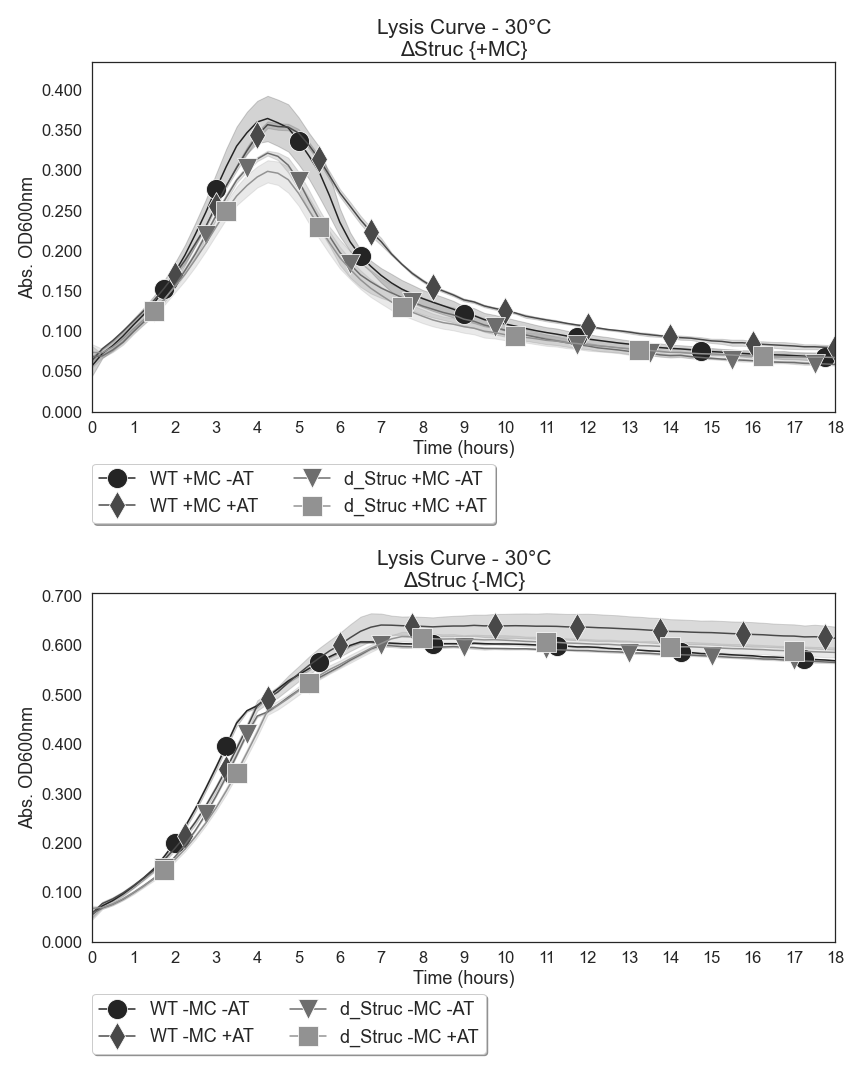 Lysis Curve - 30°C
ΔStruc {+MC}
0.400
0.350
0.300
0.250
0.200
0.150
0.100
0.050
0.000
Abs. OD600nm
0 1 2 3 4 5 6 7 8 9 10 11 12 13 14 15 16 17 18
Time (hours)
WT +MC -AT d_Struc +MC -AT
WT +MC +AT d_Struc +MC +AT
Lysis Curve - 30°C
ΔStruc {-MC}
0.700
0.600
0.500
0.400
0.300
0.200
0.100
0.000
Abs. OD600nm
0 1 2 3 4 5 6 7 8 9 10 11 12 13 14 15 16 17 18
Time (hours)
WT -MC -AT d_Struc -MC -AT
WT -MC +AT d_Struc -MC +AT